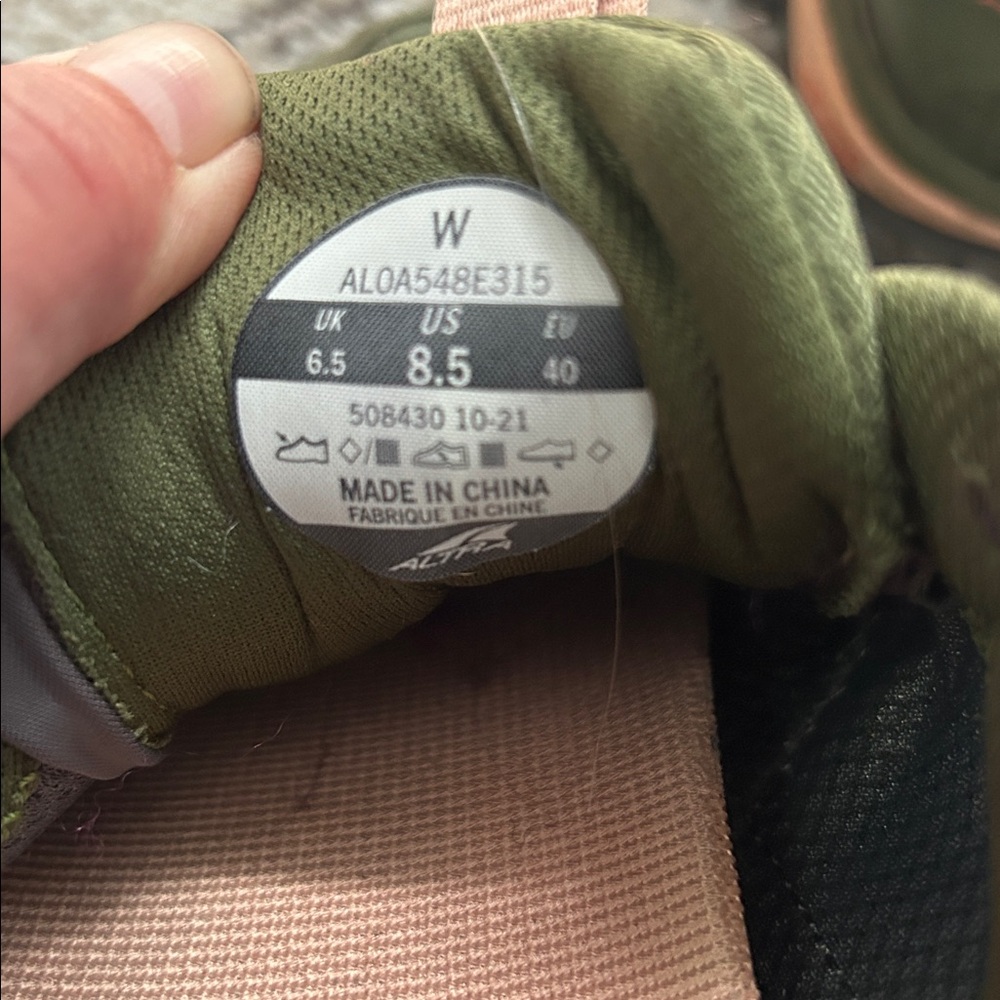 W
AL0A548E315
UK US EU
6.5 8.5 40
508430 10-21
MADE IN CHINA
FABRIQUE EN CHINE
ALTRA